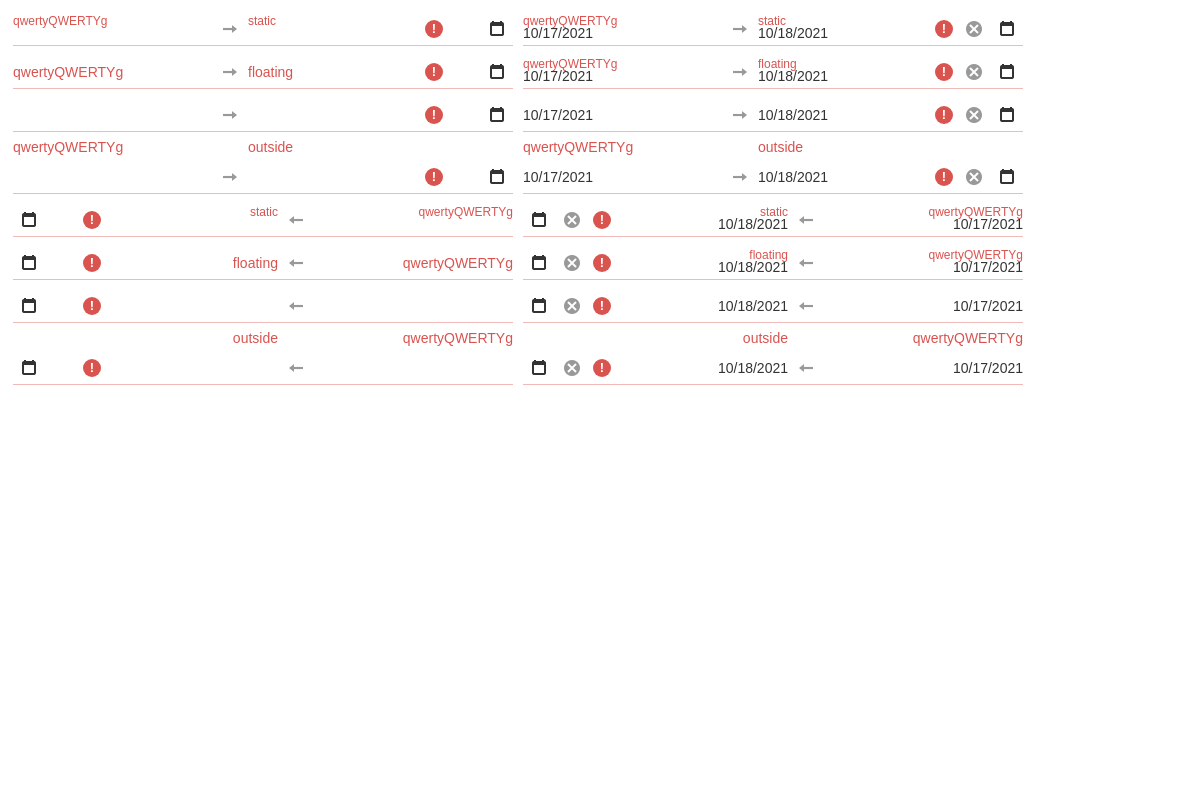 qwertyQWERTYg static qwertyQWERTYg static
10/17/2021 10/18/2021
qwertyQWERTYg floating qwertyQWERTYg floating
10/17/2021 10/18/2021
10/17/2021 10/18/2021
qwertyQWERTYg outside qwertyQWERTYg outside
10/17/2021 10/18/2021
static qwertyQWERTYg static qwertyQWERTYg
10/18/2021 10/17/2021
floating qwertyQWERTYg floating qwertyQWERTYg
10/18/2021 10/17/2021
10/18/2021 10/17/2021
outside qwertyQWERTYg outside qwertyQWERTYg
10/18/2021 10/17/2021